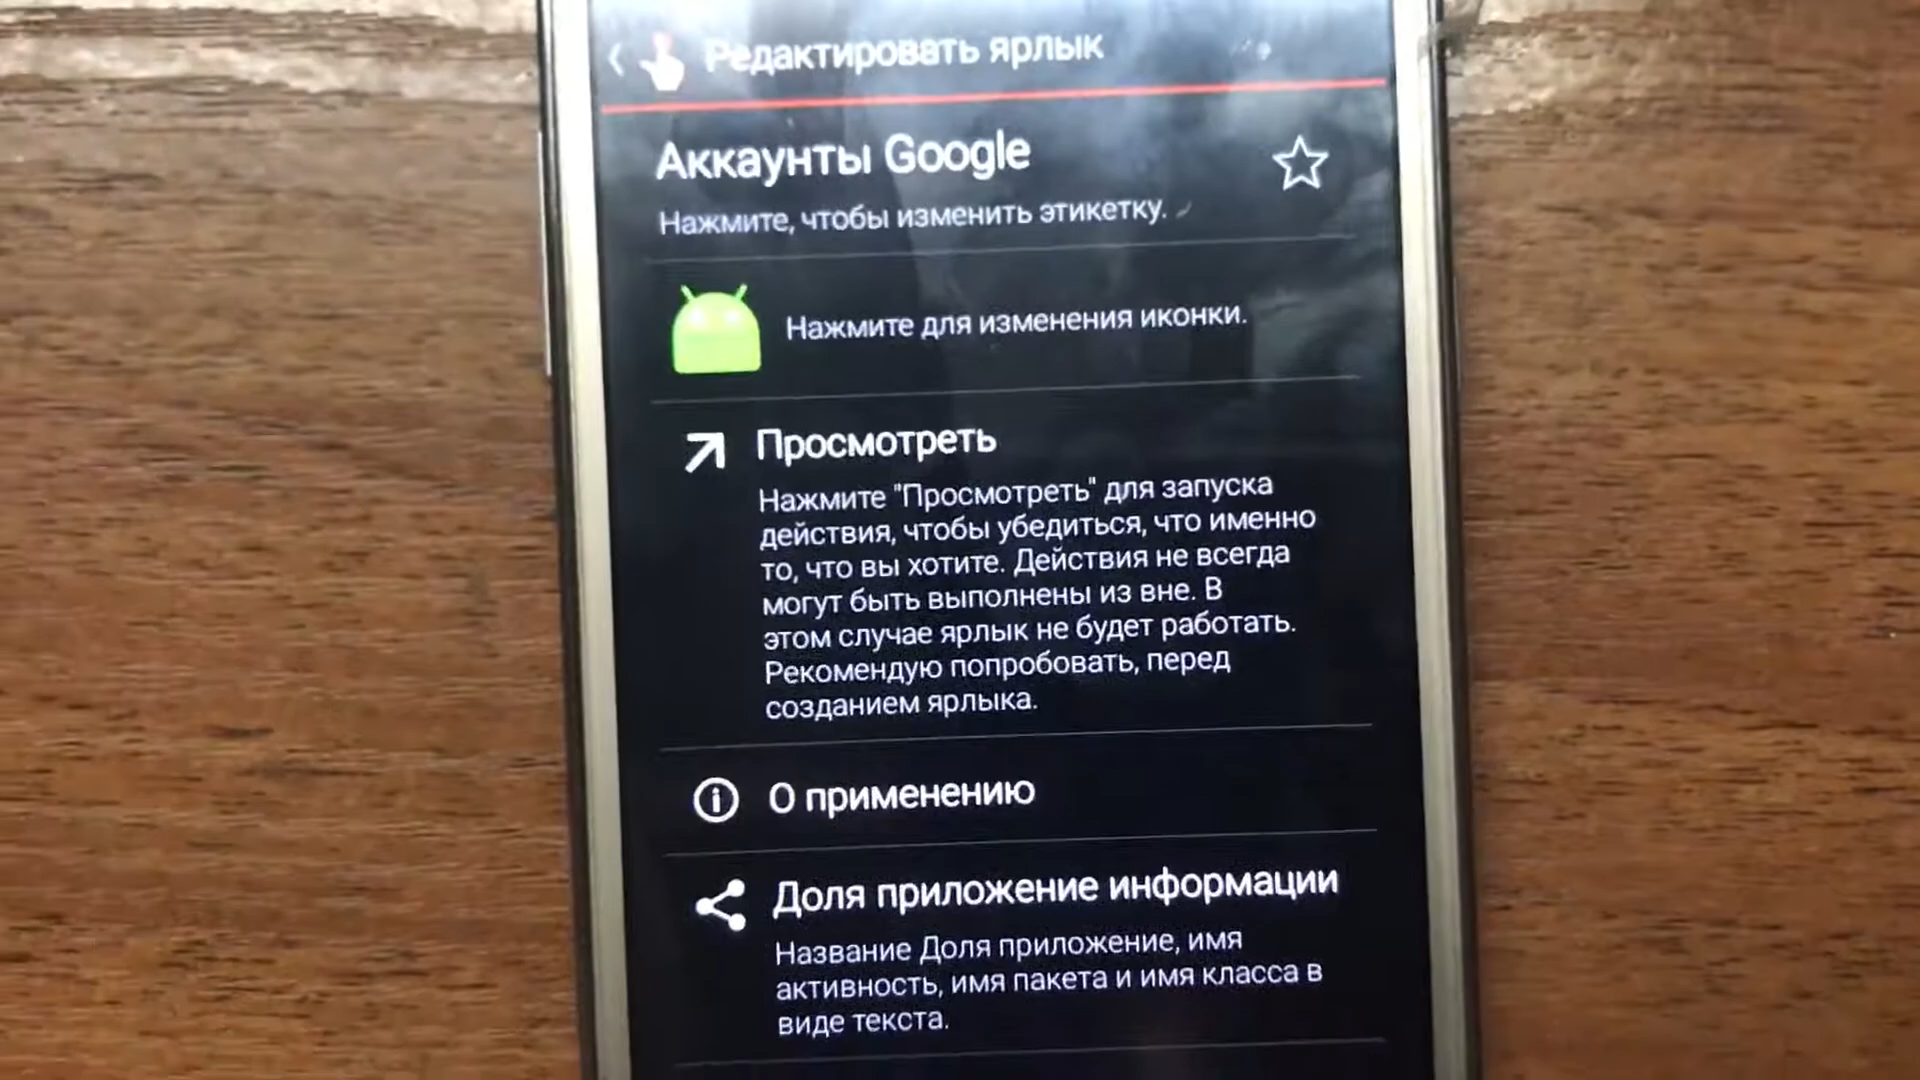 Редактировать ярлык
Аккаунты Google
Нажмите, чтобы изменить этикетку.
Нажмите для изменения иконки.
Просмотреть
Нажмите "Просмотреть" для запуска
действия, чтобы убедиться, что именно
то, что вы хотите. Действия не всегда
могут быть выполнены из вне. В
этом случае ярлык не будет работать.
Рекомендую попробовать, перед
созданием ярлыка.
О применению
Доля приложение информации
Название Доля приложение, имя
активность, имя пакета и имя класса в
виде текста.